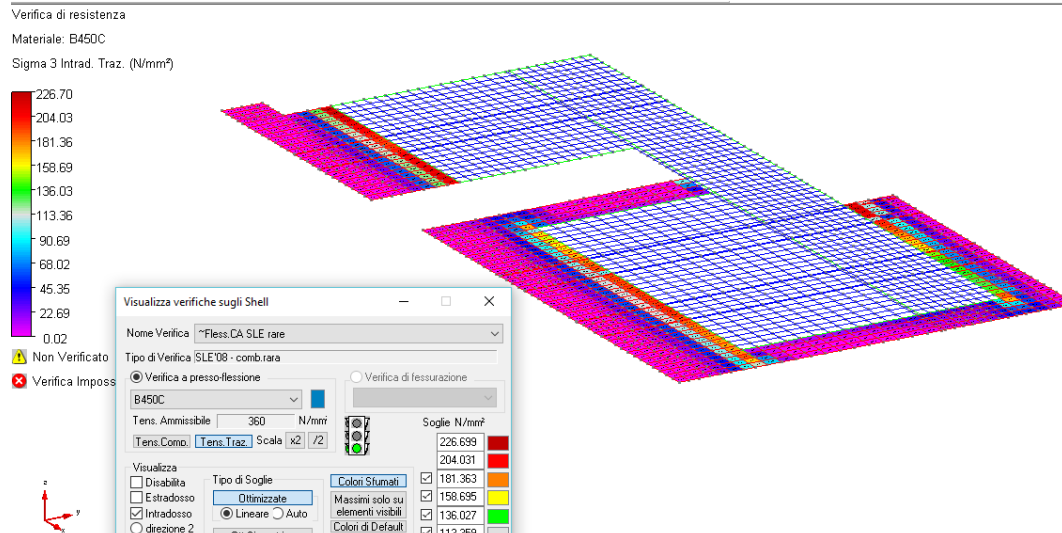 Verifica di resistenza
Materiale: B450C
Sigma 3 Intrad. Traz. (N/mm²)
226.70
204.03
181.36
158.69
136.03
113.36
90.69
68.02
45.35
22.69
0.02
Non Verificato
Verifica Imposs
Visualizza verifiche sugli Shell
Nome Verifica ~Fless.CA SLE rare
Tipo di Verifica SLE'08 - comb.rara
Verifica a presso-flessione
Verifica di fessurazione
B450C
Tens. Ammissibile 360 N/mm²
Tens.Comp. Tens.Traz. Scala x2 /2
Soglie N/mm²
226.699
204.031
181.363
158.695
136.027
Visualizza
Disabilita
Estradosso
Intradosso
direzione 2
Tipo di Soglie
Ottimizzate
Lineare Auto
Colori Sfumati
Massimi solo su
elementi visibili
Colori di Default
z
y
x